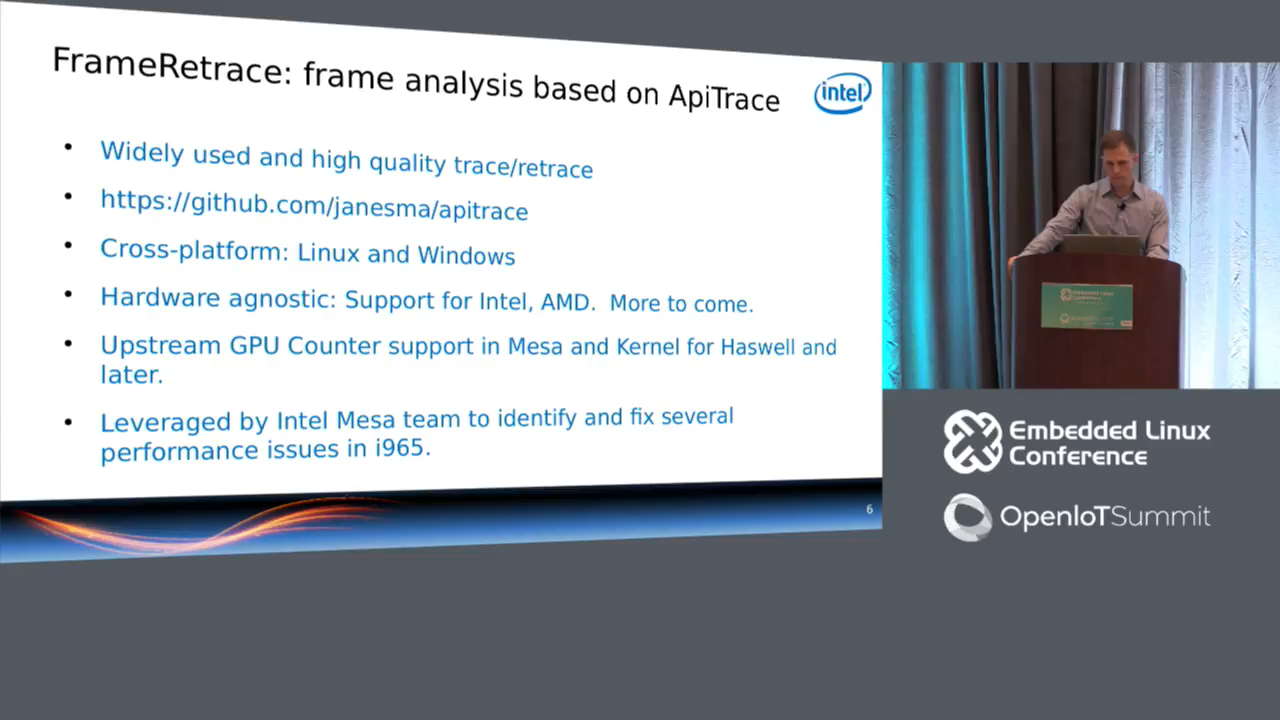 FrameRetrace: frame analysis based on ApiTrace
intel
• Widely used and high quality trace/retrace
• https://github.com/janesma/apitrace
• Cross-platform: Linux and Windows
• Hardware agnostic: Support for Intel, AMD.  More to come.
• Upstream GPU Counter support in Mesa and Kernel for Haswell and
later.
• Leveraged by Intel Mesa team to identify and fix several
performance issues in i965.
6
Embedded Linux
Conference
Embedded Linux
Conference
OpenIoTSummit